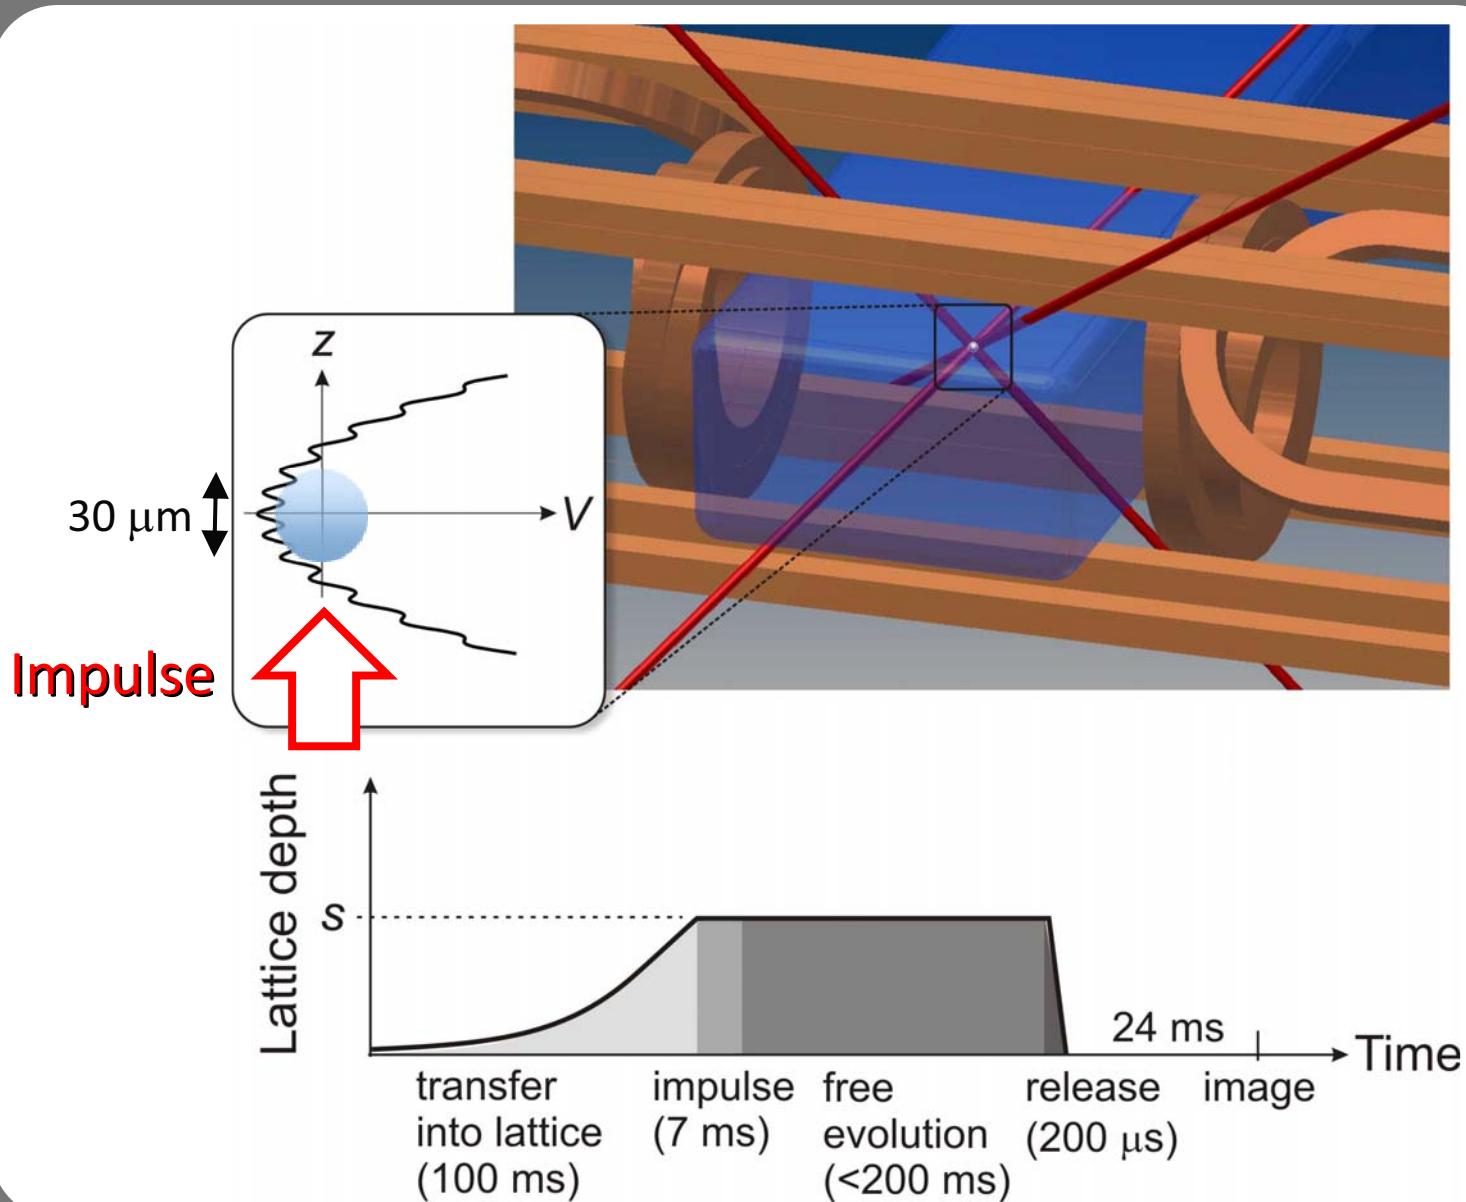 z
30 μm
V
Impulse
Lattice depth
s
24 ms
Time
transfer
into lattice
(100 ms)
impulse
(7 ms)
free
evolution
(<200 ms)
release
(200 μs)
image